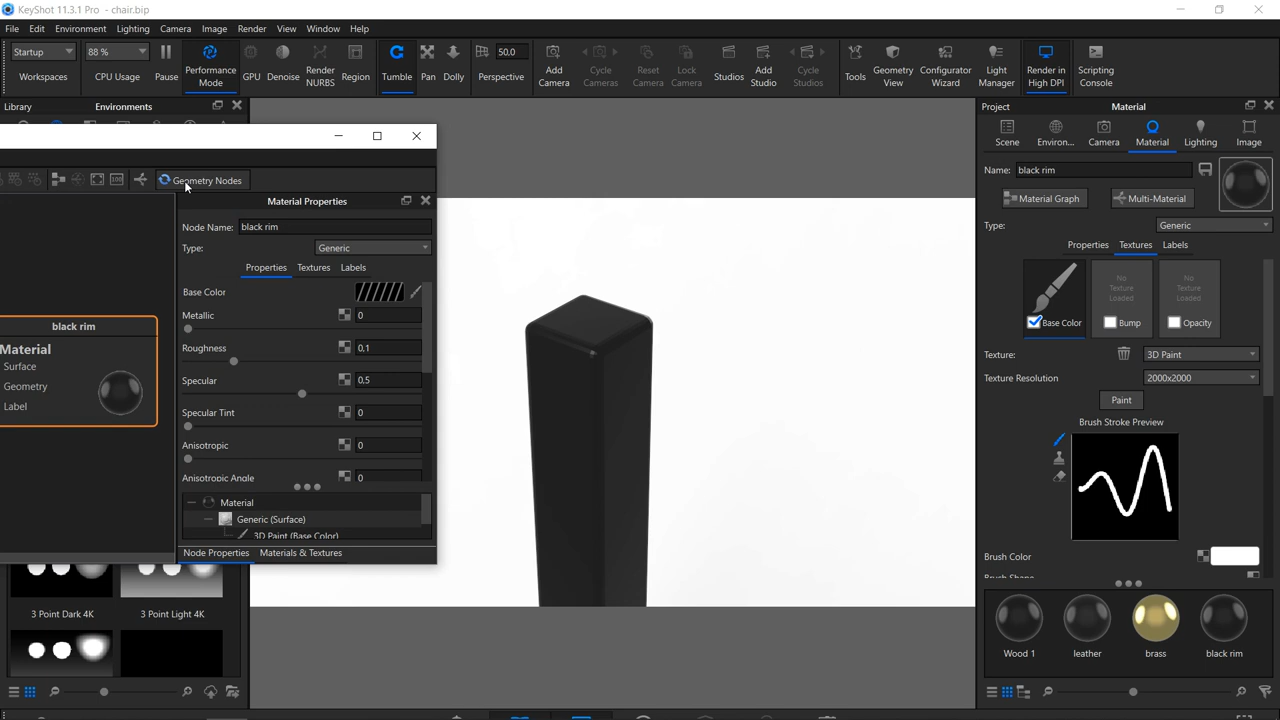 KeyShot 11.3.1 Pro - chair.bip
File Edit Environment Lighting Camera Image Render View Window Help
Startup 88 % 50.0
Workspaces CPU Usage Pause Performance Mode GPU Denoise Render NURBS Region Tumble Pan Dolly Perspective Add Camera Cycle Cameras Reset Camera Lock Camera Studios Add Studio Cycle Studios Tools Geometry View Configurator Wizard Light Manager Render in High DPI Scripting Console
Library Environments
Project Material
Scene Environ... Camera Material Lighting Image
Name: black rim
Material Graph Multi-Material
Type: Generic
Properties Textures Labels
No Texture Loaded
No Texture Loaded
Base Color Bump Opacity
Texture: 3D Paint
Texture Resolution 2000x2000
Paint
Brush Stroke Preview
Brush Color
Brush Shape
Wood 1 leather brass black rim
100 Geometry Nodes
Material Properties
Node Name: black rim
Type: Generic
Properties Textures Labels
Base Color
Metallic 0
Roughness 0,1
Specular 0,5
Specular Tint 0
Anisotropic 0
Anisotropic Angle 0
Material
Generic (Surface)
3D Paint (Base Color)
Node Properties Materials & Textures
black rim
Material
Surface
Geometry
Label
3 Point Dark 4K 3 Point Light 4K